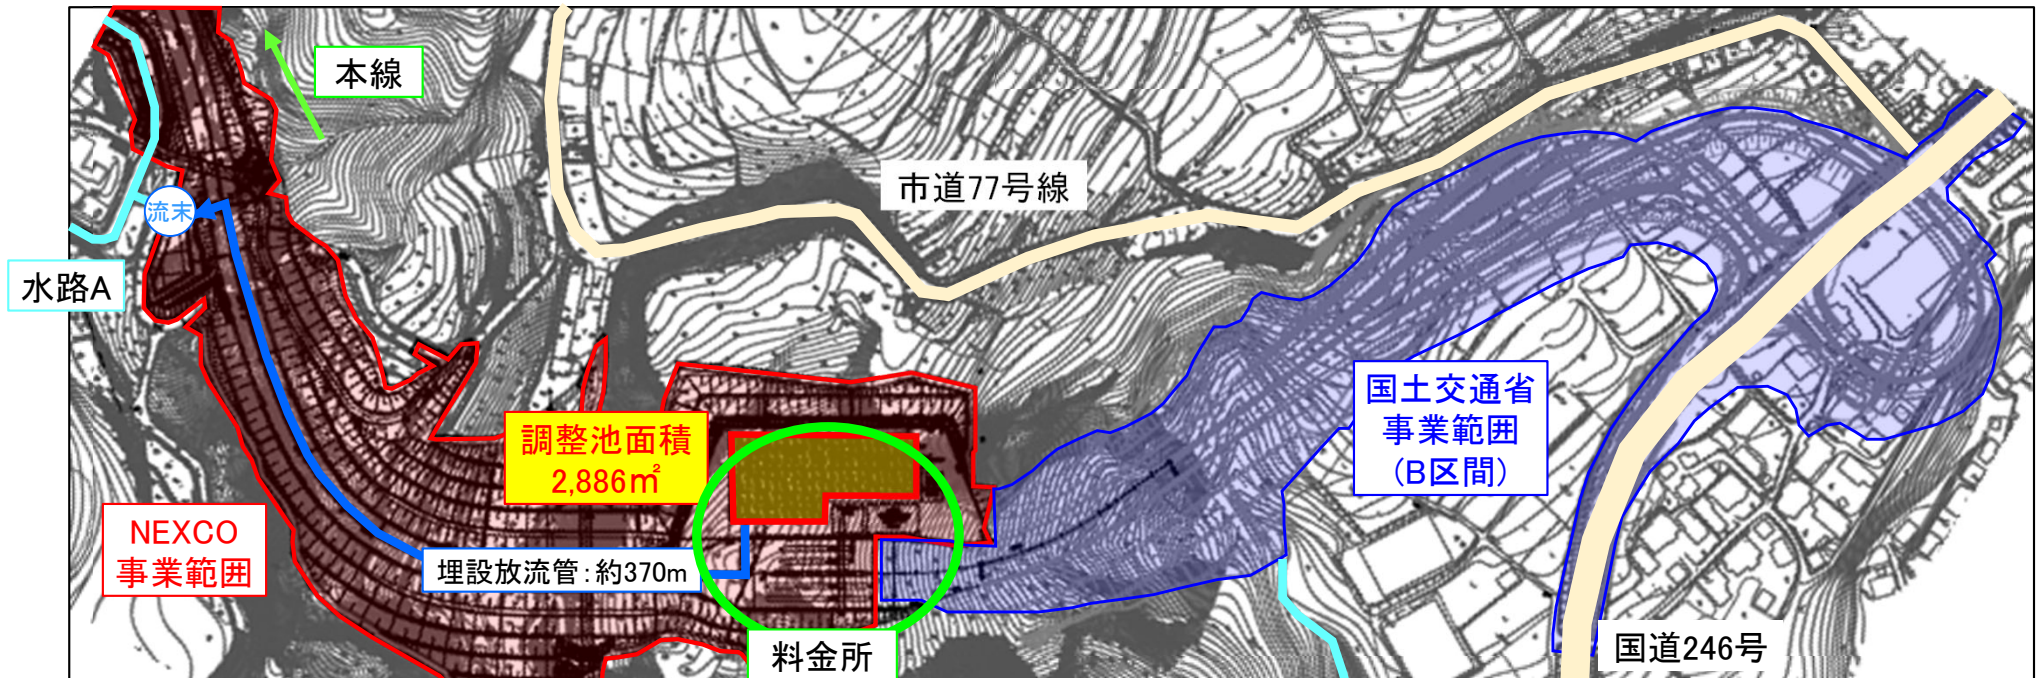 本線
市道77号線
流末
水路A
国土交通省
事業範囲
(B区間)
調整池面積
2,886㎡
NEXCO
事業範囲
埋設放流管：約370m
料金所
国道246号